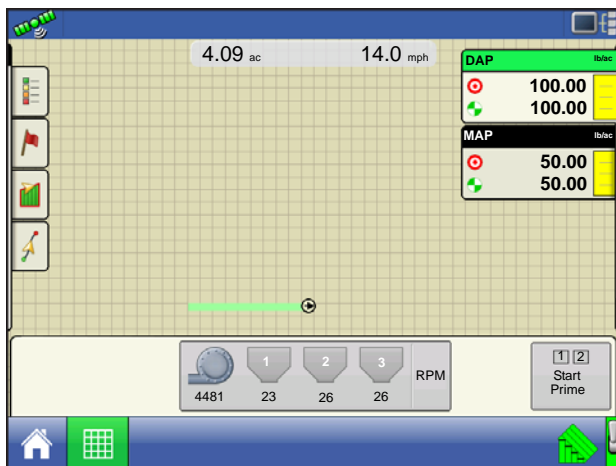 4.09 ac 14.0 mph
DAP lb/ac
100.00
100.00
MAP lb/ac
50.00
50.00
1 2 3
4481 23 26 26 RPM
1 2
Start
Prime